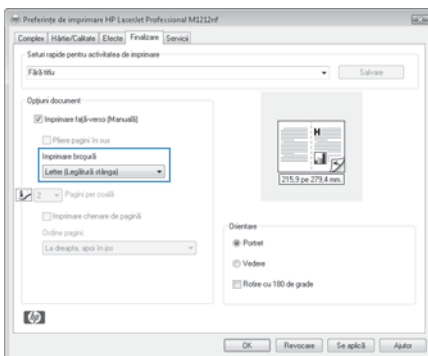 Preferințe de imprimare HP LaserJet Professional M1212nf
Complex Hârtie/Calitate Efecte Finalizare Servicii
Seturi rapide pentru activitatea de imprimare
Fără titlu
Salvare
Opțiuni document
Imprimare față-verso (Manuală)
Pliere pagini în sus
Imprimare broșură
Letter (Legătură stânga)
2 Pagini per coală
Imprimare chenare de pagină
Ordine pagini
La dreapta, apoi în jos
H
215,9 pe 279,4 mm.
Orientare
Portret
Vedere
Rotire cu 180 de grade
hp
OK Revocare Se aplică Ajutor